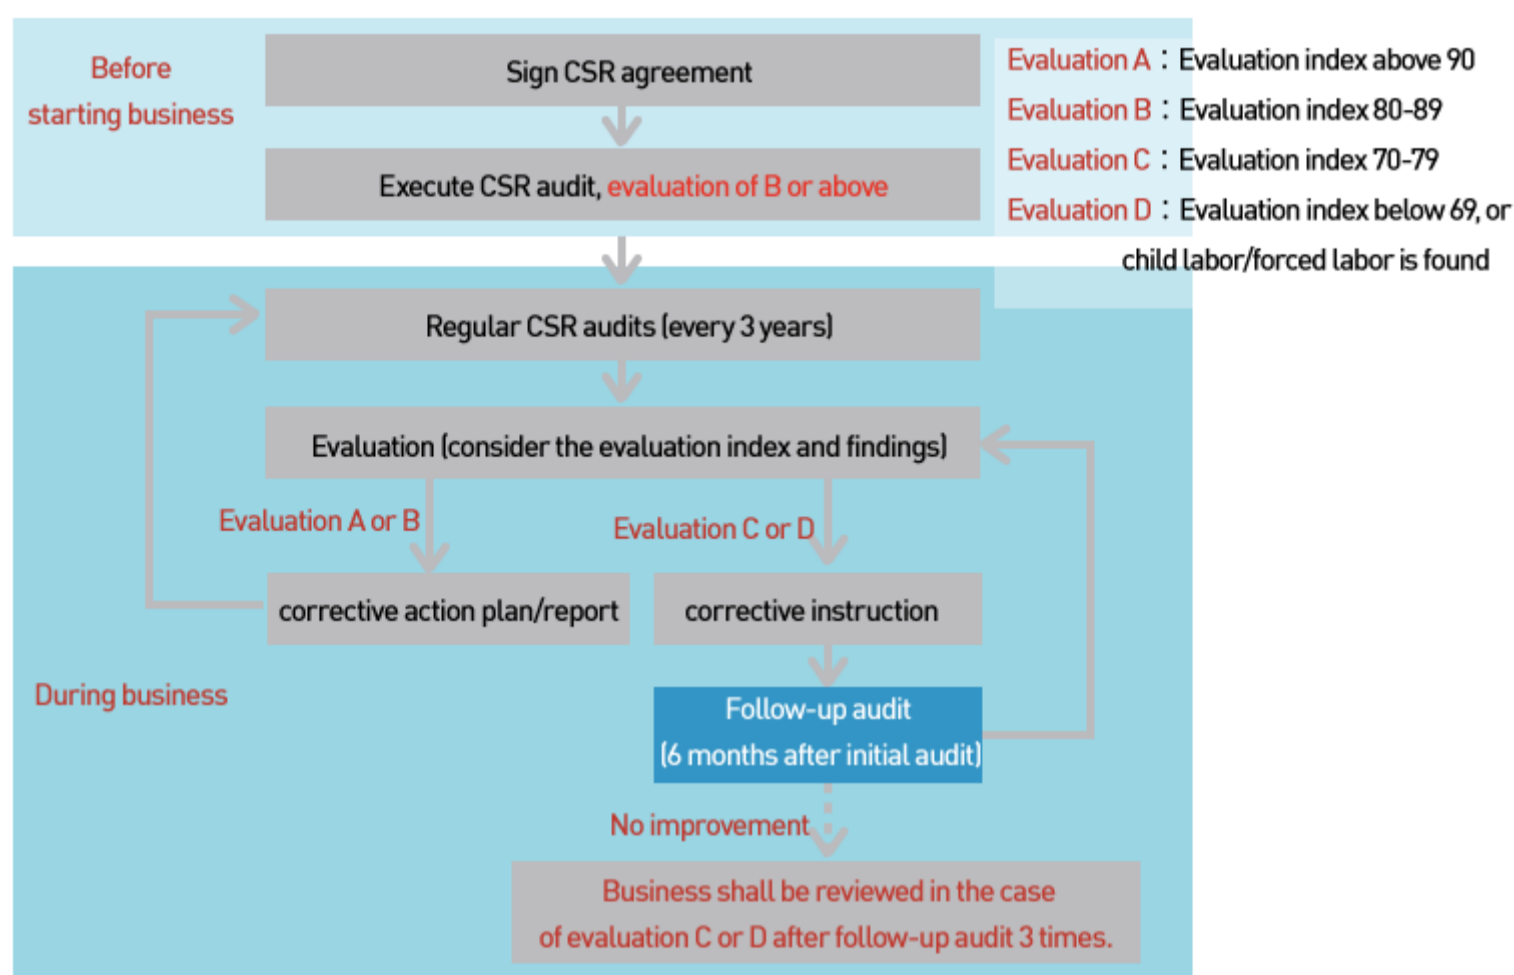 Before
starting business
Sign CSR agreement
Execute CSR audit, evaluation of B or above
Evaluation A : Evaluation index above 90
Evaluation B : Evaluation index 80-89
Evaluation C : Evaluation index 70-79
Evaluation D : Evaluation index below 69, or
child labor/forced labor is found
Regular CSR audits (every 3 years)
Evaluation (consider the evaluation index and findings)
Evaluation A or B
Evaluation C or D
corrective action plan/report
corrective instruction
During business
Follow-up audit
(6 months after initial audit)
No improvement
Business shall be reviewed in the case
of evaluation C or D after follow-up audit 3 times.